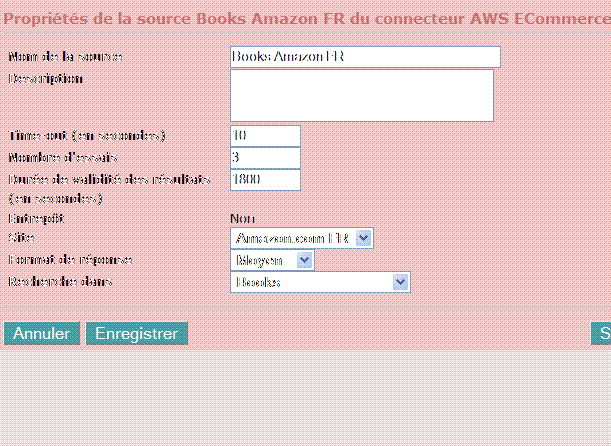 Propriétés de la source Books Amazon FR du connecteur AWS ECommerce
Nom de la source Books Amazon FR
Description
Time-out (en secondes) 10
Nombre d'essais 3
Durée de validité des résultats 1800
(en secondes)
Entrepôt Non
Site Amazon.com FR
Format de réponse Moyen
Recherche dans Books
Annuler Enregistrer S